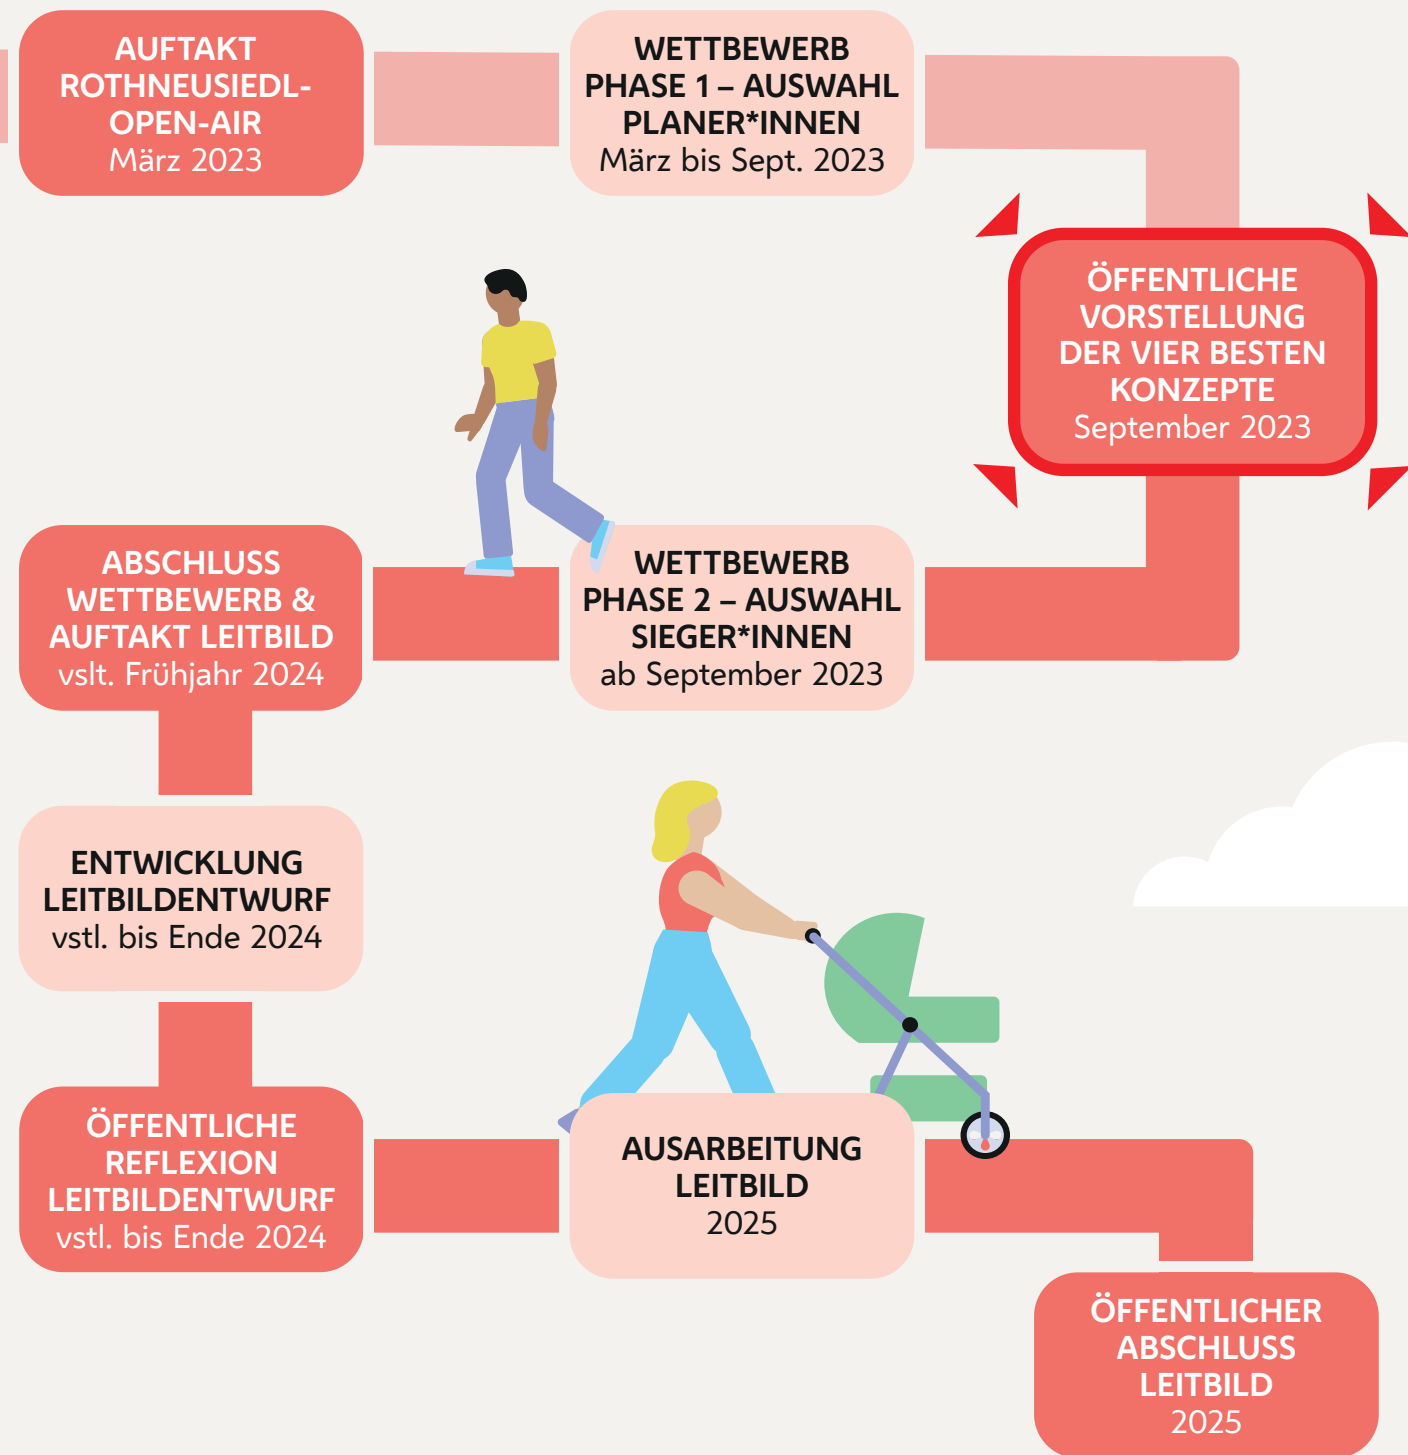 AUFTAKT
ROTHNEUSIEDL-
OPEN-AIR
März 2023
WETTBEWERB
PHASE 1 – AUSWAHL
PLANER*INNEN
März bis Sept. 2023
ÖFFENTLICHE
VORSTELLUNG
DER VIER BESTEN
KONZEPTE
September 2023
WETTBEWERB
PHASE 2 – AUSWAHL
SIEGER*INNEN
ab September 2023
ABSCHLUSS
WETTBEWERB &
AUFTAKT LEITBILD
vslt. Frühjahr 2024
ENTWICKLUNG
LEITBILDENTWURF
vstl. bis Ende 2024
ÖFFENTLICHE
REFLEXION
LEITBILDENTWURF
vstl. bis Ende 2024
AUSARBEITUNG
LEITBILD
2025
ÖFFENTLICHER
ABSCHLUSS
LEITBILD
2025